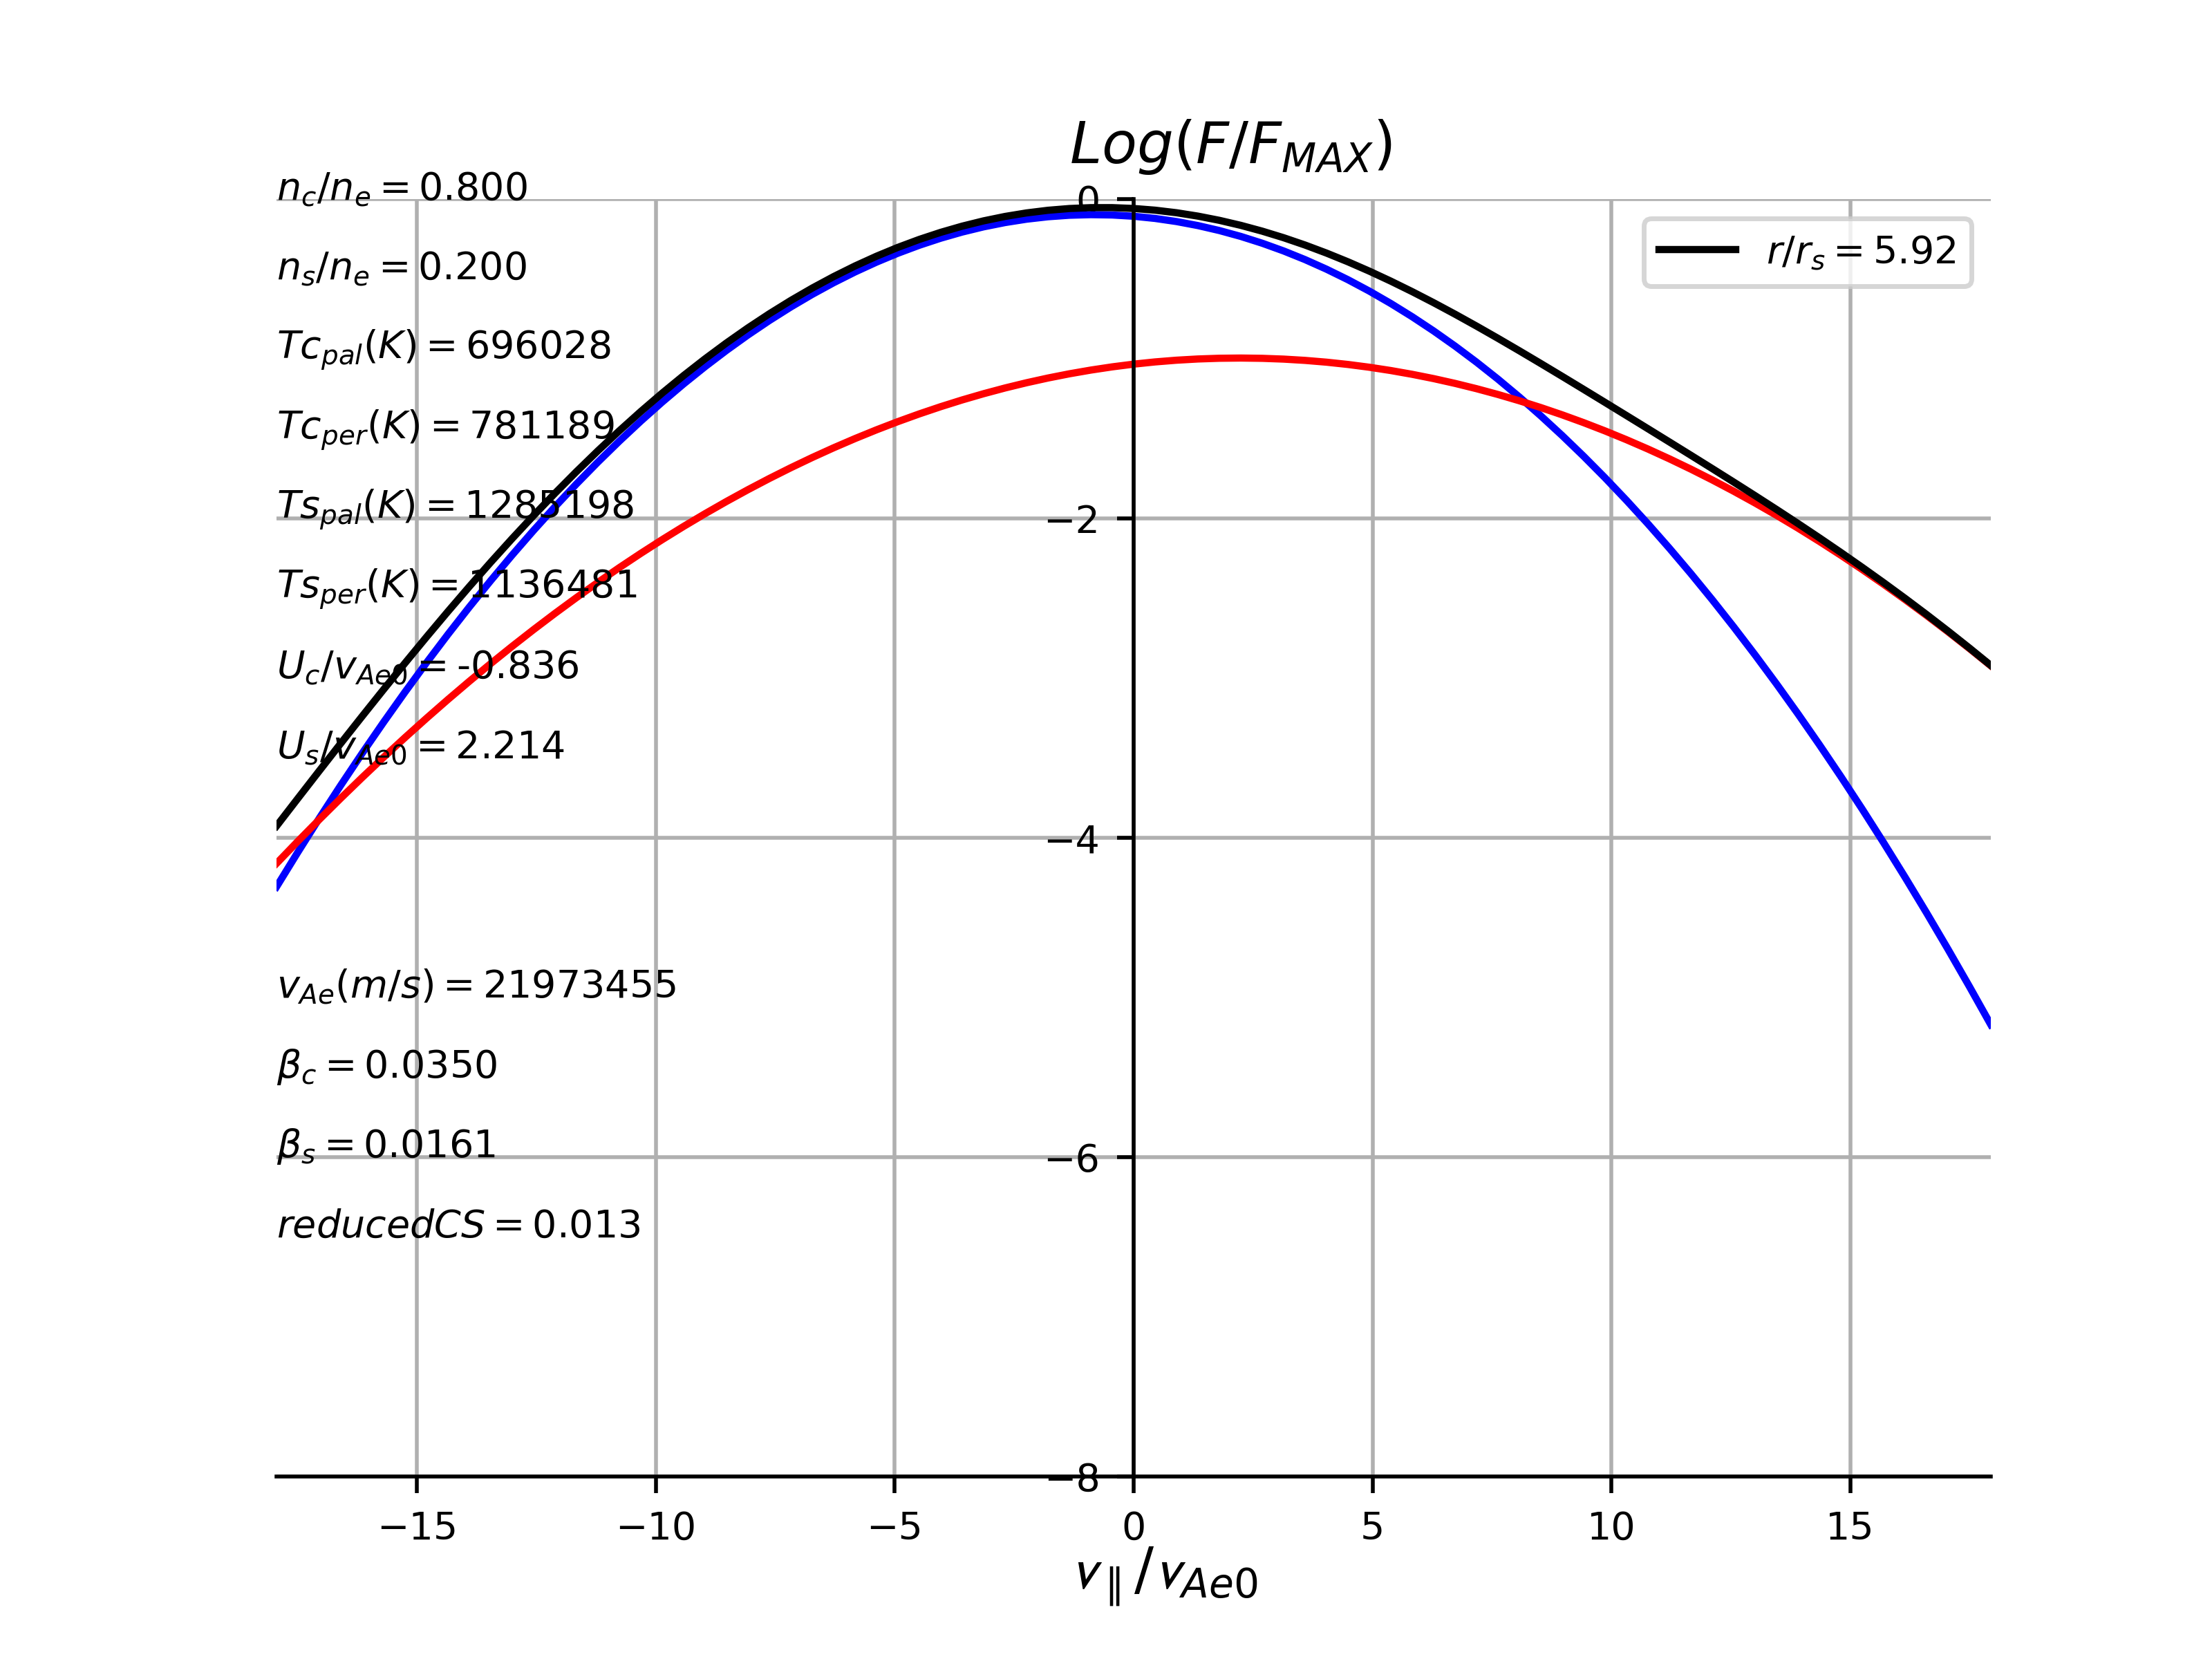 Log(F/F_MAX)
n_c/n_e = 0.800
n_s/n_e = 0.200
Tc_pal(K) = 696028
Tc_per(K) = 781189
Ts_pal(K) = 1285198
Ts_per(K) = 1136481
U_c/v_Ae0 = -0.836
U_s/v_Ae0 = 2.214
v_Ae(m/s) = 21973455
β_c = 0.0350
β_s = 0.0161
reducedCS = 0.013
r/r_s = 5.92
0
−2
−4
−6
−8
−15 −10 −5 0 5 10 15
v_∥/v_Ae0